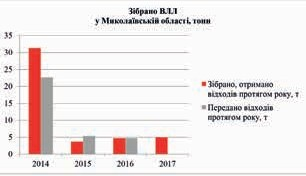 Зібрано ВЛЛ
у Миколаївській області, тонн
35
30
25
20
15
10
5
0
2014 2015 2016 2017
Зібрано, отримано
відходів протягом року, т
Передано відходів
протягом року, т